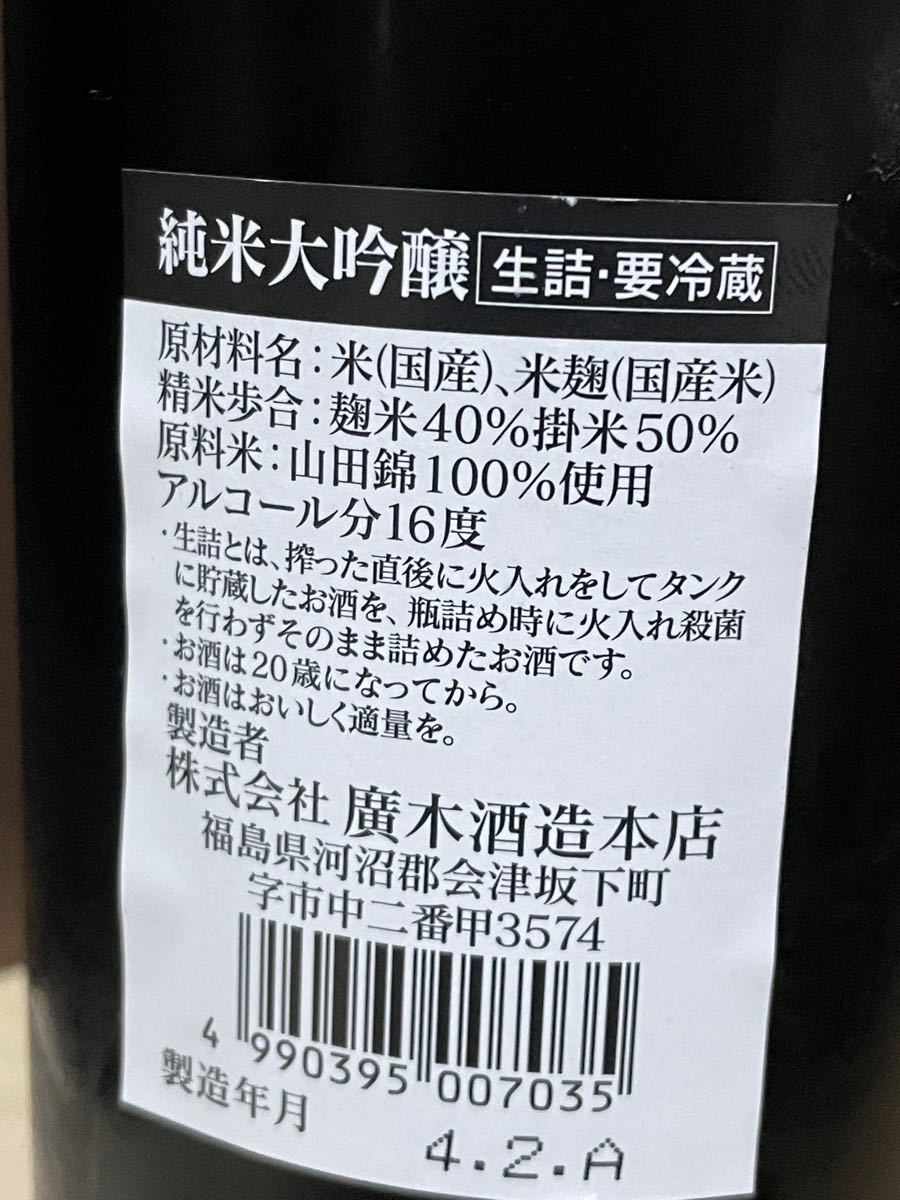 純米大吟醸 生詰・要冷蔵
原材料名：米(国産)、米麹(国産米)
精米歩合：麹米40%掛米50%
原料米：山田錦100%使用
アルコール分16度
・生詰とは、搾った直後に火入れをしてタンク
に貯蔵したお酒を、瓶詰め時に火入れ殺菌
を行わずそのまま詰めたお酒です。
・お酒は20歳になってから。
・お酒はおいしく適量を。
製造者
株式会社 廣木酒造本店
福島県河沼郡会津坂下町
字市中二番甲3574
4 990395 007035
製造年月
4.2.A